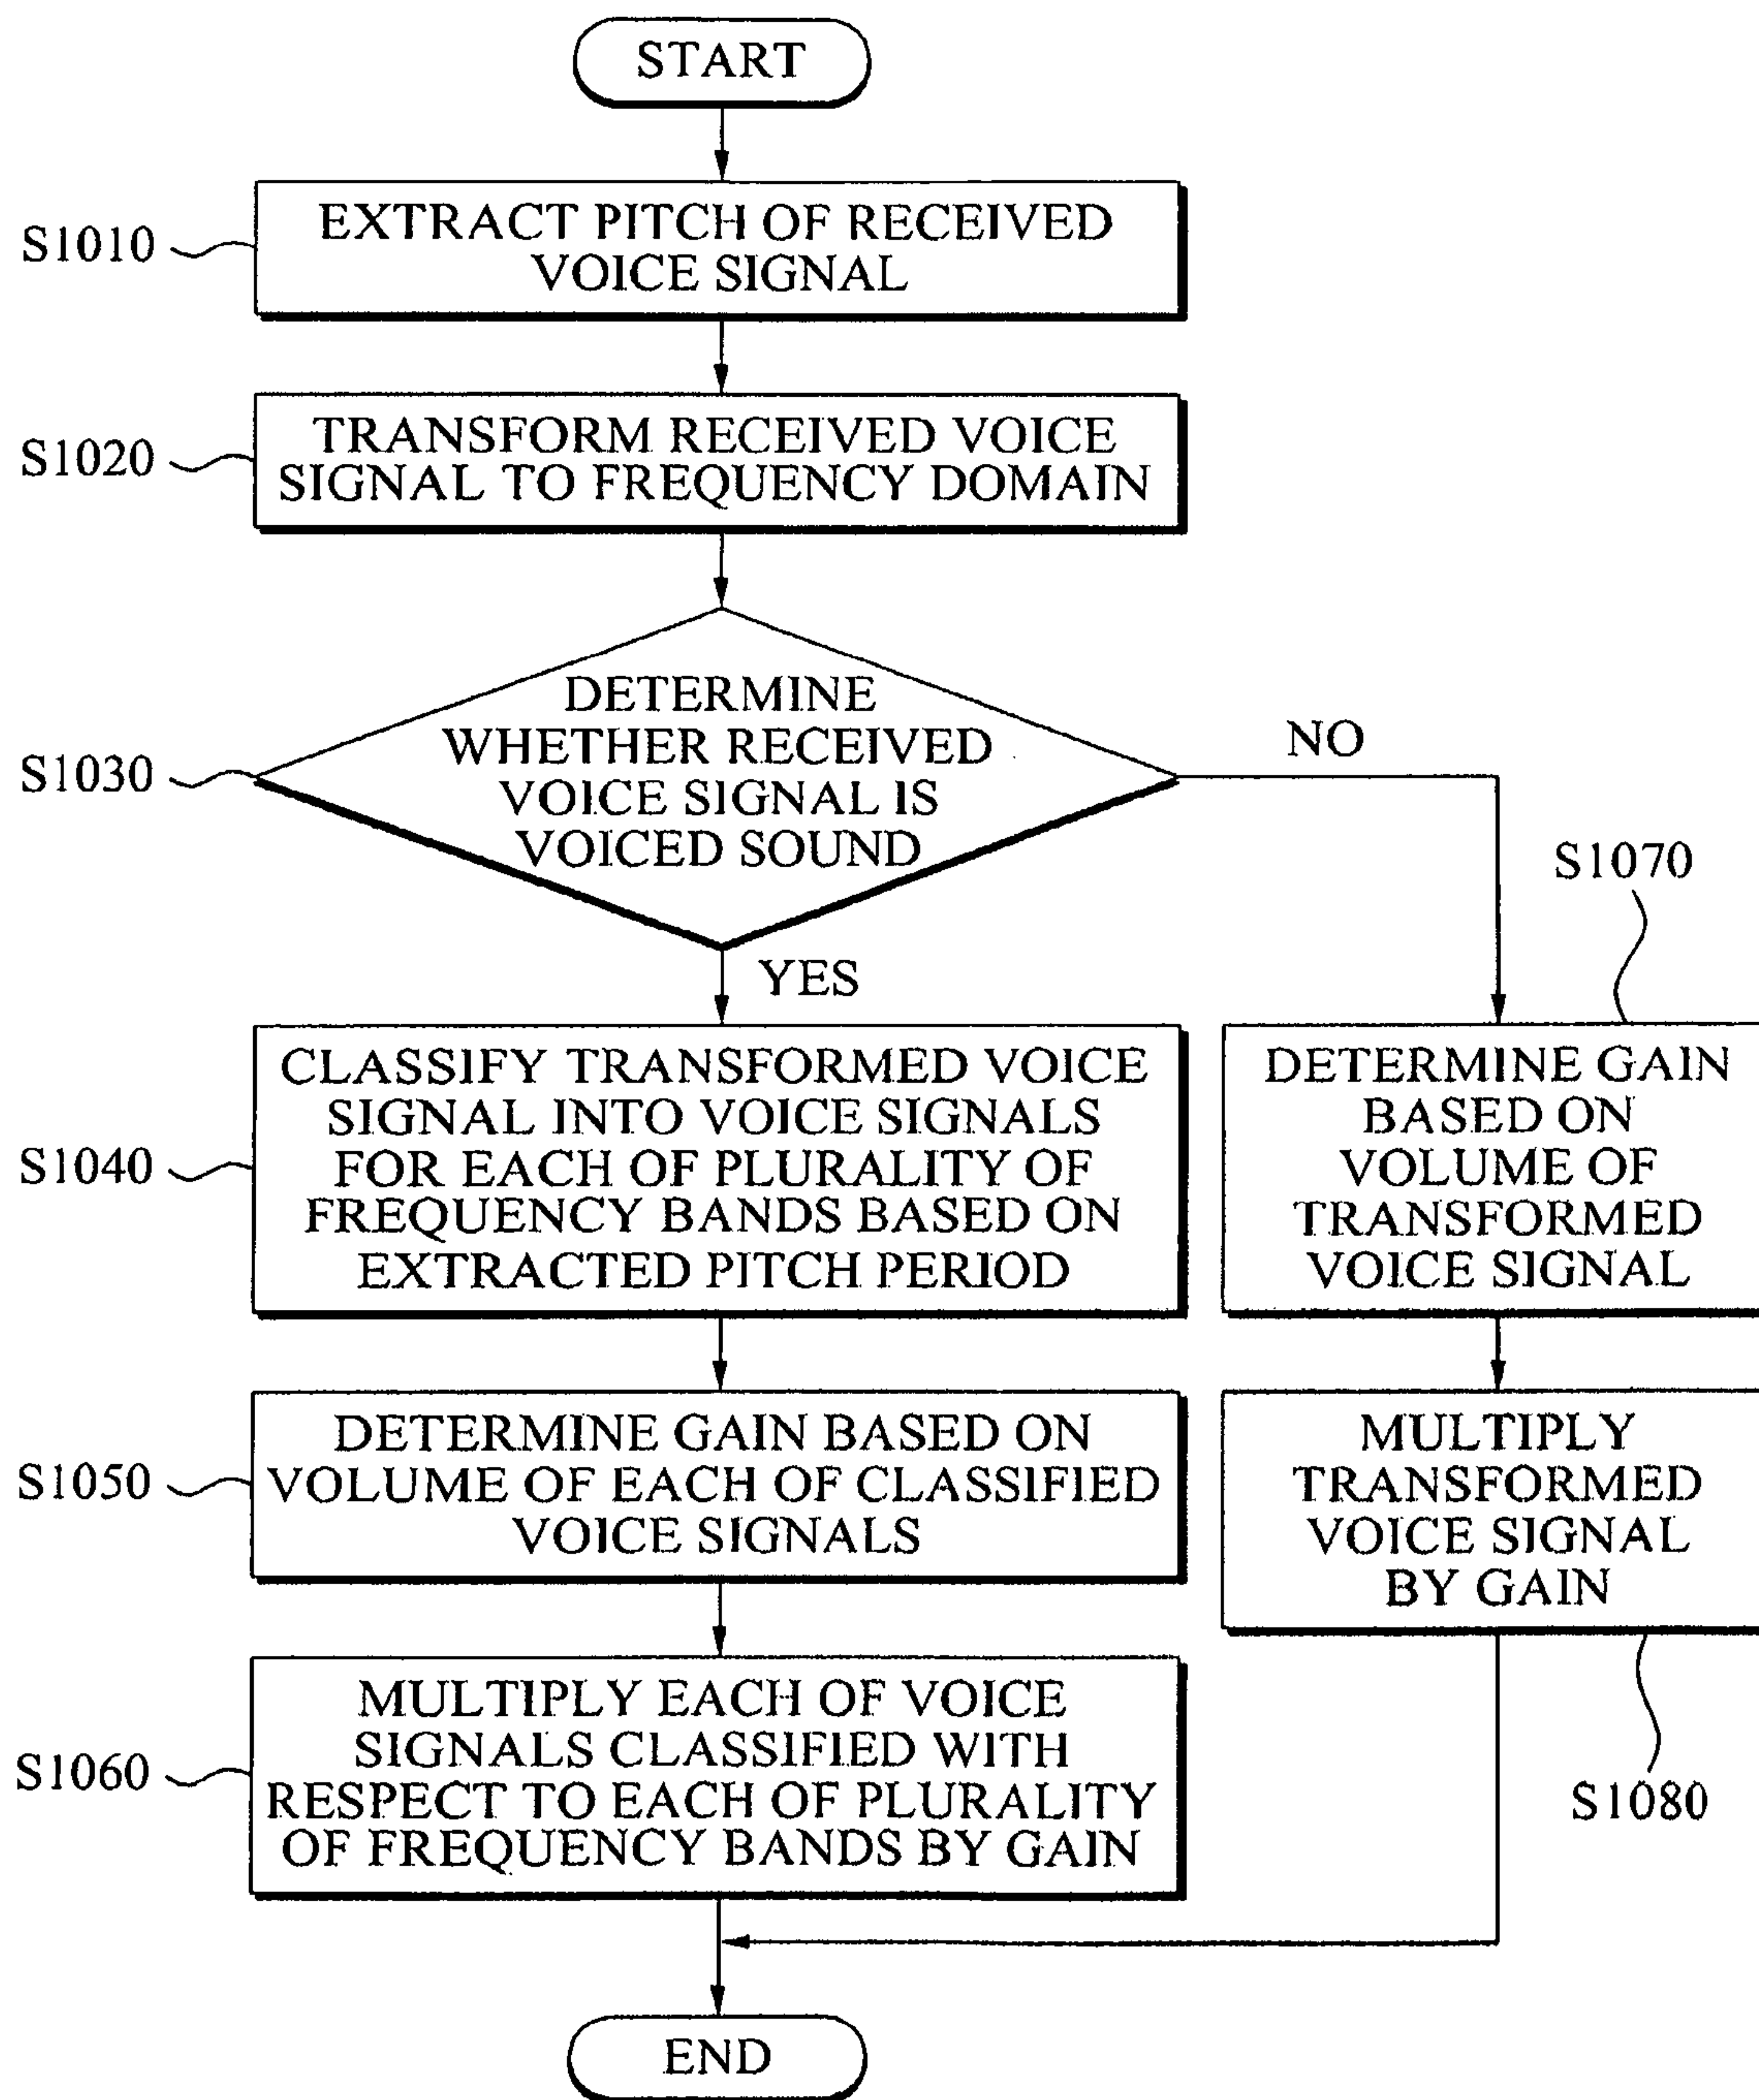 START
S1010
EXTRACT PITCH OF RECEIVED
VOICE SIGNAL
S1020
TRANSFORM RECEIVED VOICE
SIGNAL TO FREQUENCY DOMAIN
S1030
DETERMINE
WHETHER RECEIVED
VOICE SIGNAL IS
VOICED SOUND
NO
YES
S1040
CLASSIFY TRANSFORMED VOICE
SIGNAL INTO VOICE SIGNALS
FOR EACH OF PLURALITY OF
FREQUENCY BANDS BASED ON
EXTRACTED PITCH PERIOD
S1050
DETERMINE GAIN BASED ON
VOLUME OF EACH OF CLASSIFIED
VOICE SIGNALS
S1060
MULTIPLY EACH OF VOICE
SIGNALS CLASSIFIED WITH
RESPECT TO EACH OF PLURALITY
OF FREQUENCY BANDS BY GAIN
S1070
DETERMINE GAIN
BASED ON
VOLUME OF
TRANSFORMED
VOICE SIGNAL
MULTIPLY
TRANSFORMED
VOICE SIGNAL
BY GAIN
S1080
END